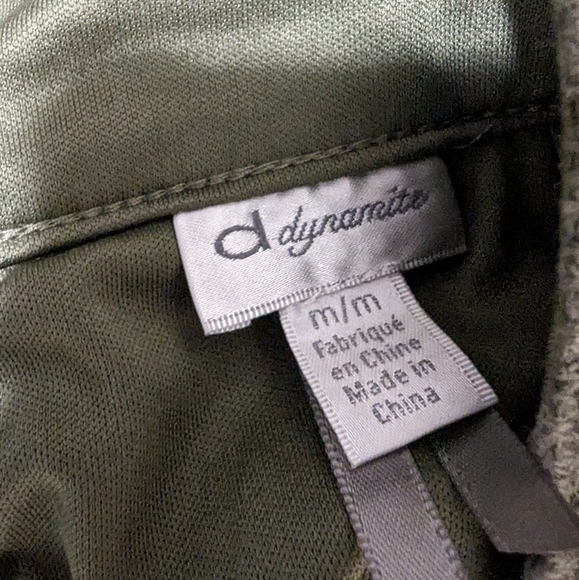 d dynamite
m/m
Fabriqué
en Chine
Made in
China